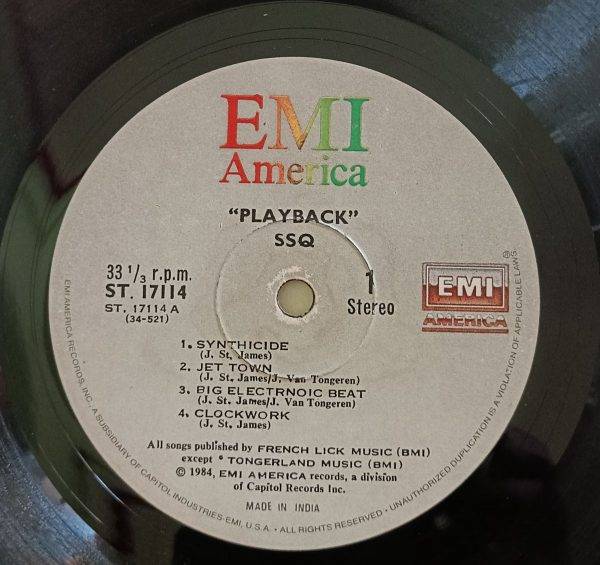 EMI
America
"PLAYBACK"
SSQ
33 1/3 r.p.m.
ST. 17114
ST. 17114 A
(34-521)
1
Stereo
EMI
AMERICA
®
1. SYNTHICIDE
(J. St. James)
2. JET TOWN
(J. St. James/J. Van Tongeren)
3. BIG ELECTRNOIC BEAT
(J. St. James/J. Van Tongeren)
4. CLOCKWORK
(J. St. James)
All songs published by FRENCH LICK MUSIC (BMI)
except * TONGERLAND MUSIC (BMI)
© 1984, EMI AMERICA records, a division
of Capitol Records Inc.
MADE IN INDIA
EMI AMERICA RECORDS, INC., A SUBSIDIARY OF CAPITOL INDUSTRIES-EMI, U.S.A. • ALL RIGHTS RESERVED • UNAUTHORIZED DUPLICATION IS A VIOLATION OF APPLICABLE LAWS